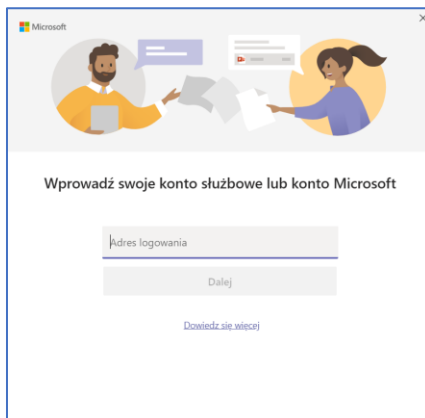 Microsoft
Wprowadź swoje konto służbowe lub konto Microsoft
Adres logowania
Dalej
Dowiedz się więcej